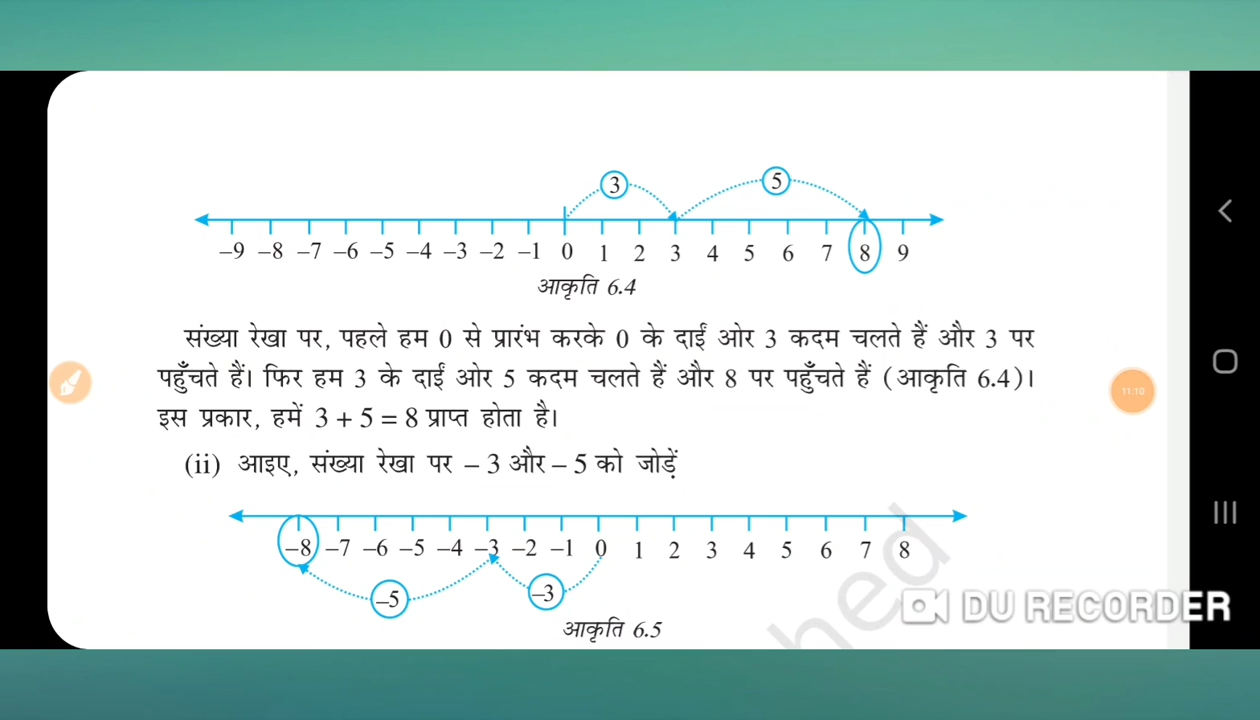 3 5
–9 –8 –7 –6 –5 –4 –3 –2 –1 0 1 2 3 4 5 6 7 8 9
आकृति 6.4
संख्या रेखा पर, पहले हम 0 से प्रारंभ करके 0 के दाईं ओर 3 कदम चलते हैं और 3 पर
पहुँचते हैं। फिर हम 3 के दाईं ओर 5 कदम चलते हैं और 8 पर पहुँचते हैं (आकृति 6.4)।
इस प्रकार, हमें 3 + 5 = 8 प्राप्त होता है।
(ii) आइए, संख्या रेखा पर – 3 और – 5 को जोड़ें
–8 –7 –6 –5 –4 –3 –2 –1 0 1 2 3 4 5 6 7 8
–5 –3
आकृति 6.5
hed
DU RECORDER
11:10